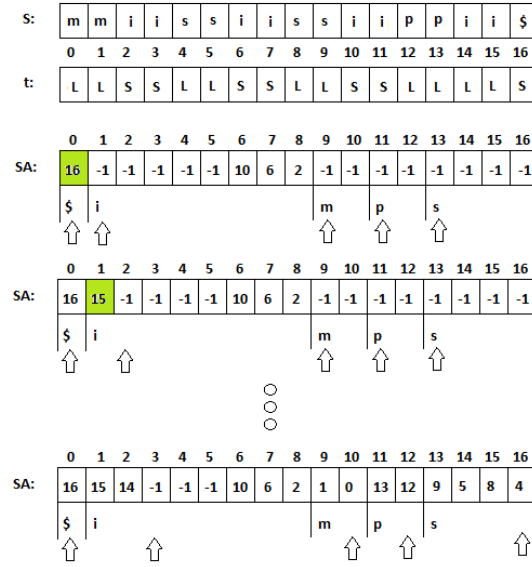 S: m m i i s s i i s s i i p p i i $
0 1 2 3 4 5 6 7 8 9 10 11 12 13 14 15 16
t: L L S S L L S S L L S S L L L L S
0 1 2 3 4 5 6 7 8 9 10 11 12 13 14 15 16
SA: 16 -1 -1 -1 -1 -1 10 6 2 -1 -1 -1 -1 -1 -1 -1 -1
$ i m p s
0 1 2 3 4 5 6 7 8 9 10 11 12 13 14 15 16
SA: 16 15 -1 -1 -1 -1 10 6 2 -1 -1 -1 -1 -1 -1 -1 -1
$ i m p s
0 1 2 3 4 5 6 7 8 9 10 11 12 13 14 15 16
SA: 16 15 14 -1 -1 -1 10 6 2 1 0 13 12 9 5 8 4
$ i m p s